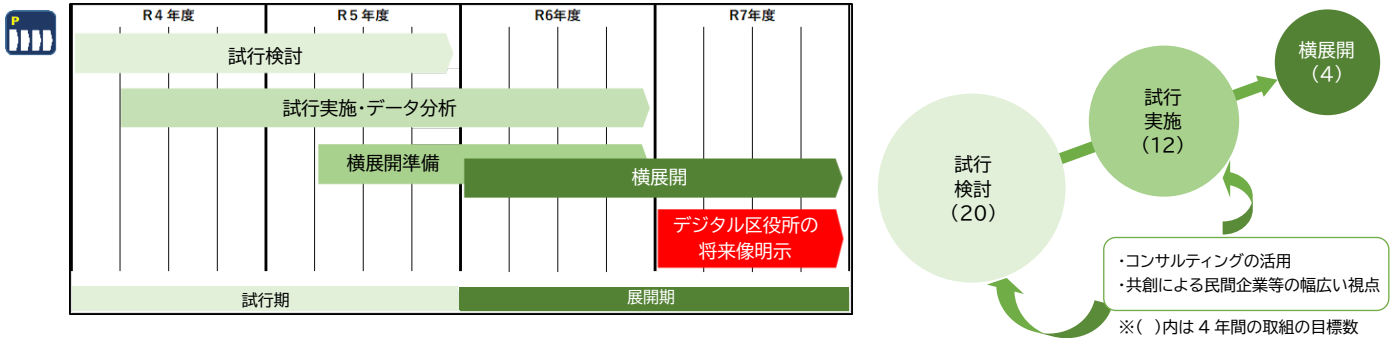 P
R4年度 R5年度 R6年度 R7年度
試行検討
試行実施・データ分析
横展開準備
横展開
デジタル区役所の
将来像明示
試行期 展開期
試行
検討
(20)
試行
実施
(12)
横展開
(4)
・コンサルティングの活用
・共創による民間企業等の幅広い視点
※( )内は 4 年間の取組の目標数